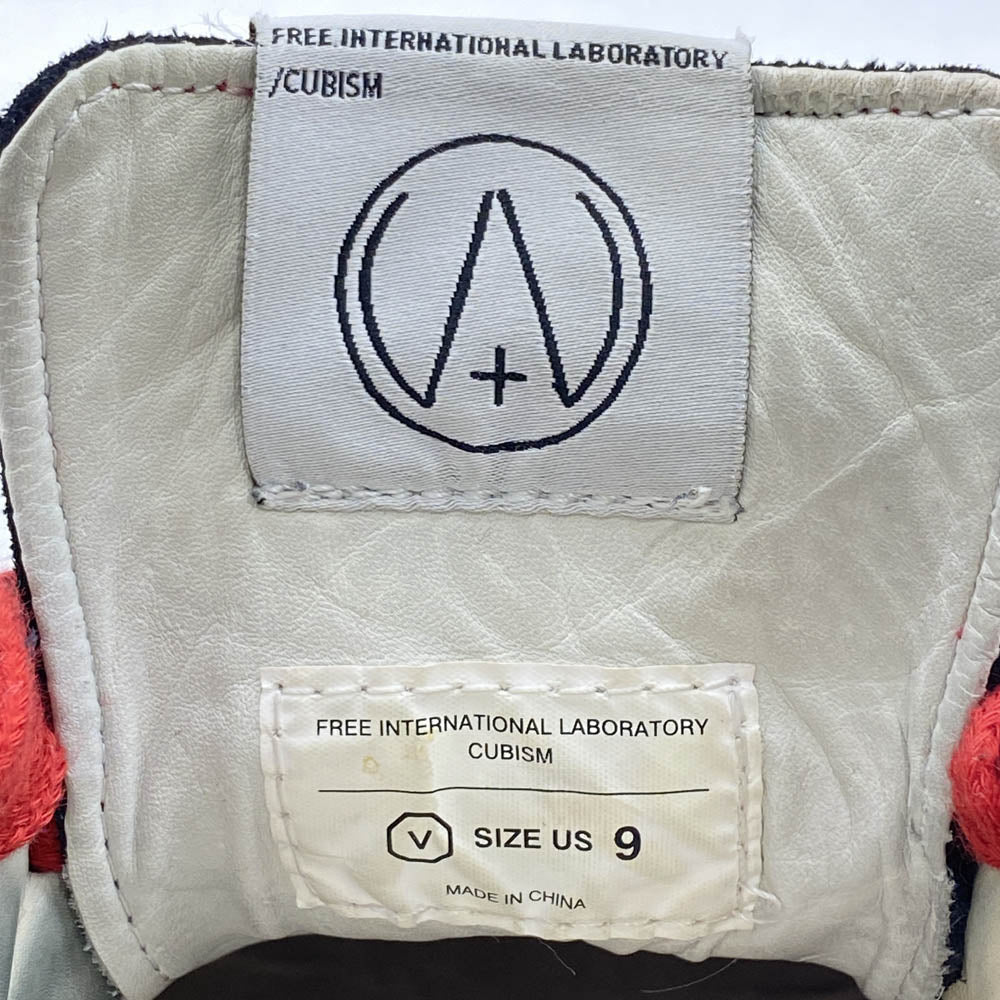 FREE INTERNATIONAL LABORATORY
/CUBISM
FREE INTERNATIONAL LABORATORY
CUBISM
V SIZE US 9
MADE IN CHINA